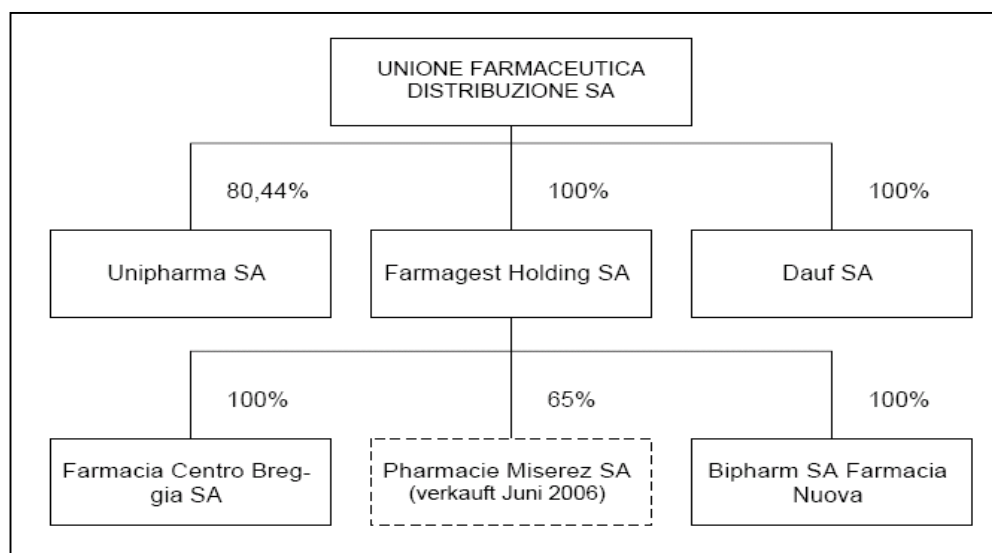 UNIONE FARMACEUTICA
DISTRIBUZIONE SA
80,44%
100%
100%
Unipharma SA
Farmagest Holding SA
Dauf SA
100%
65%
100%
Farmacia Centro Breg-
gia SA
Pharmacie Miserez SA
(verkauft Juni 2006)
Bipharm SA Farmacia
Nuova